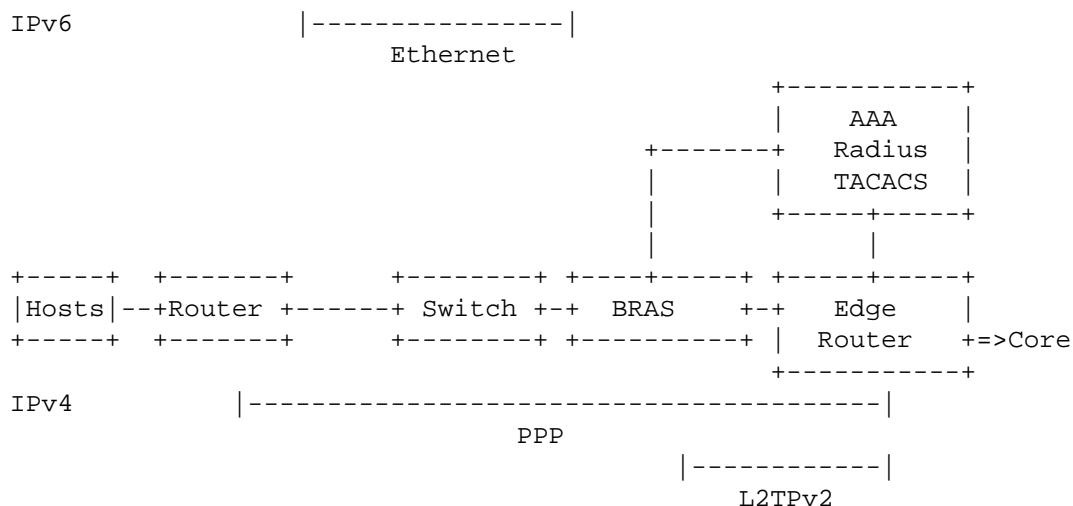 IPv6 |----------------|
Ethernet
+-----------+
| AAA |
+-------+ Radius |
| | TACACS |
| +-----+-----+
| |
+-----+ +-------+ +--------+ +----+-----+ +-----+-----+
|Hosts|--+Router +------+ Switch +-+ BRAS +-+ Edge |
+-----+ +-------+ +--------+ +----------+ | Router +=>Core
+-----------+
IPv4 |----------------------------------------|
PPP
|------------|
L2TPv2